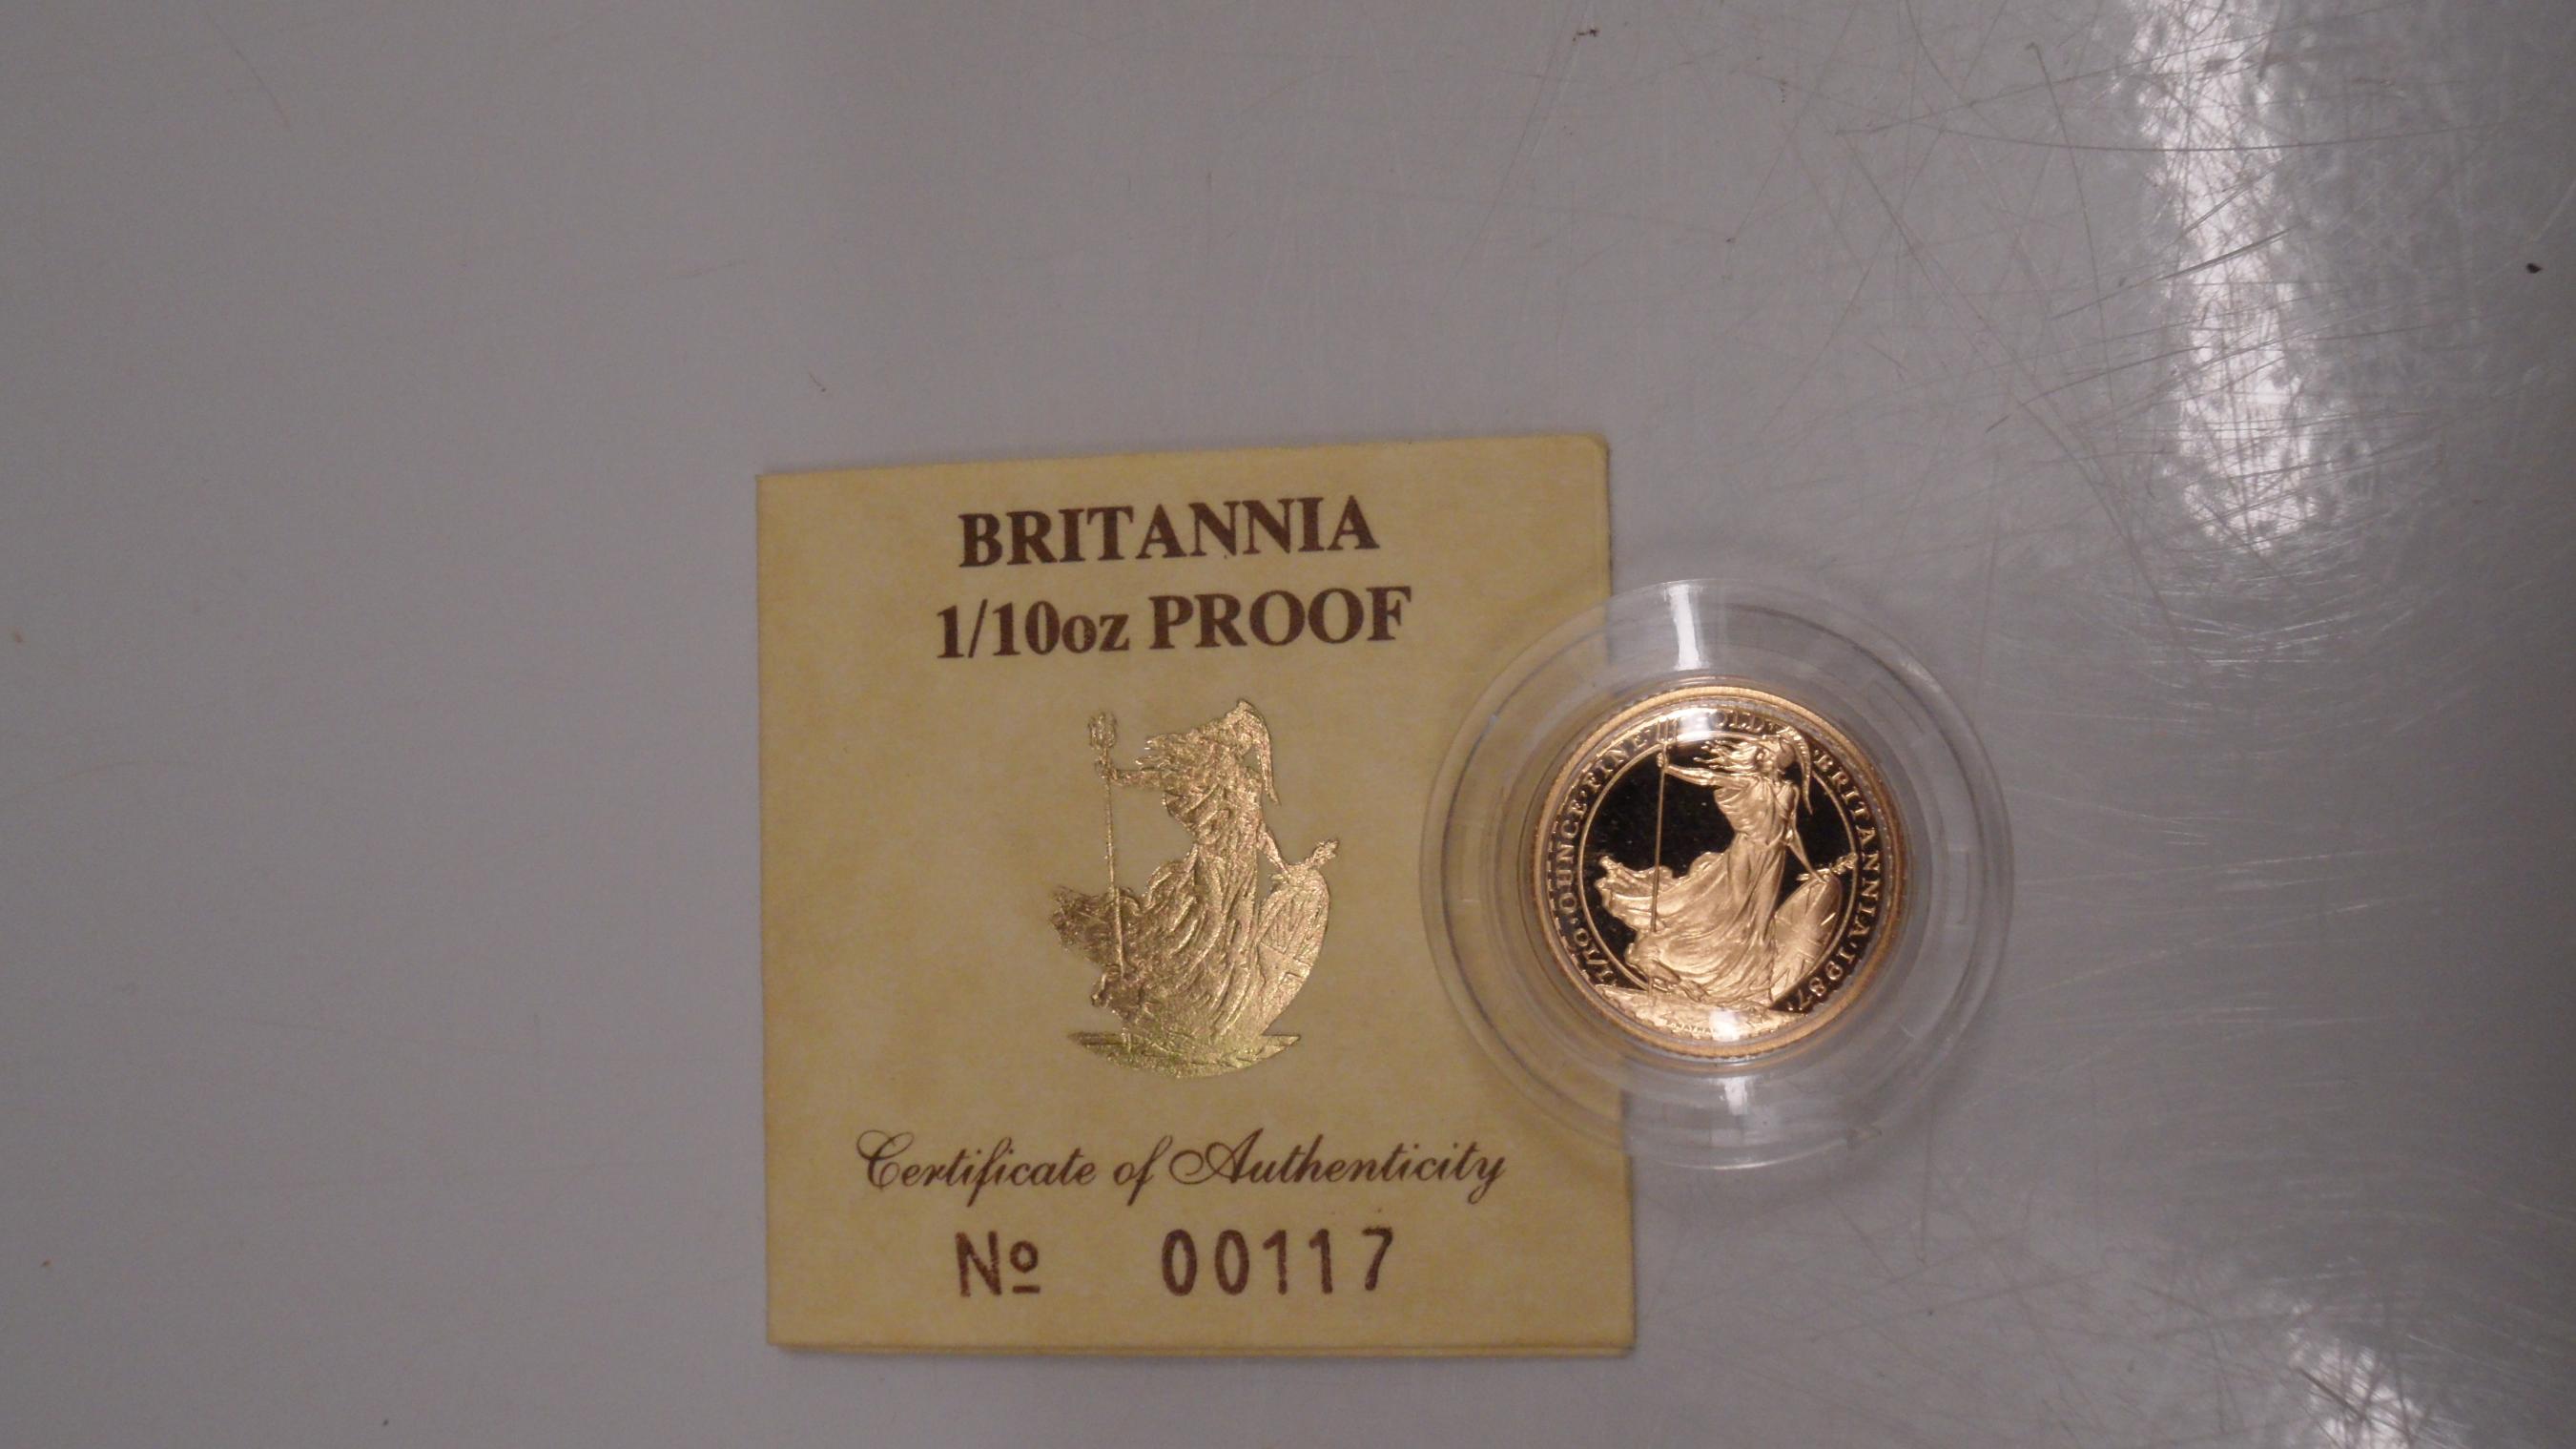 BRITANNIA
1/10oz PROOF
Certificate of Authenticity
No 00117
1/10·OUNCE·FINE GOLD·BRITANNIA·1987·